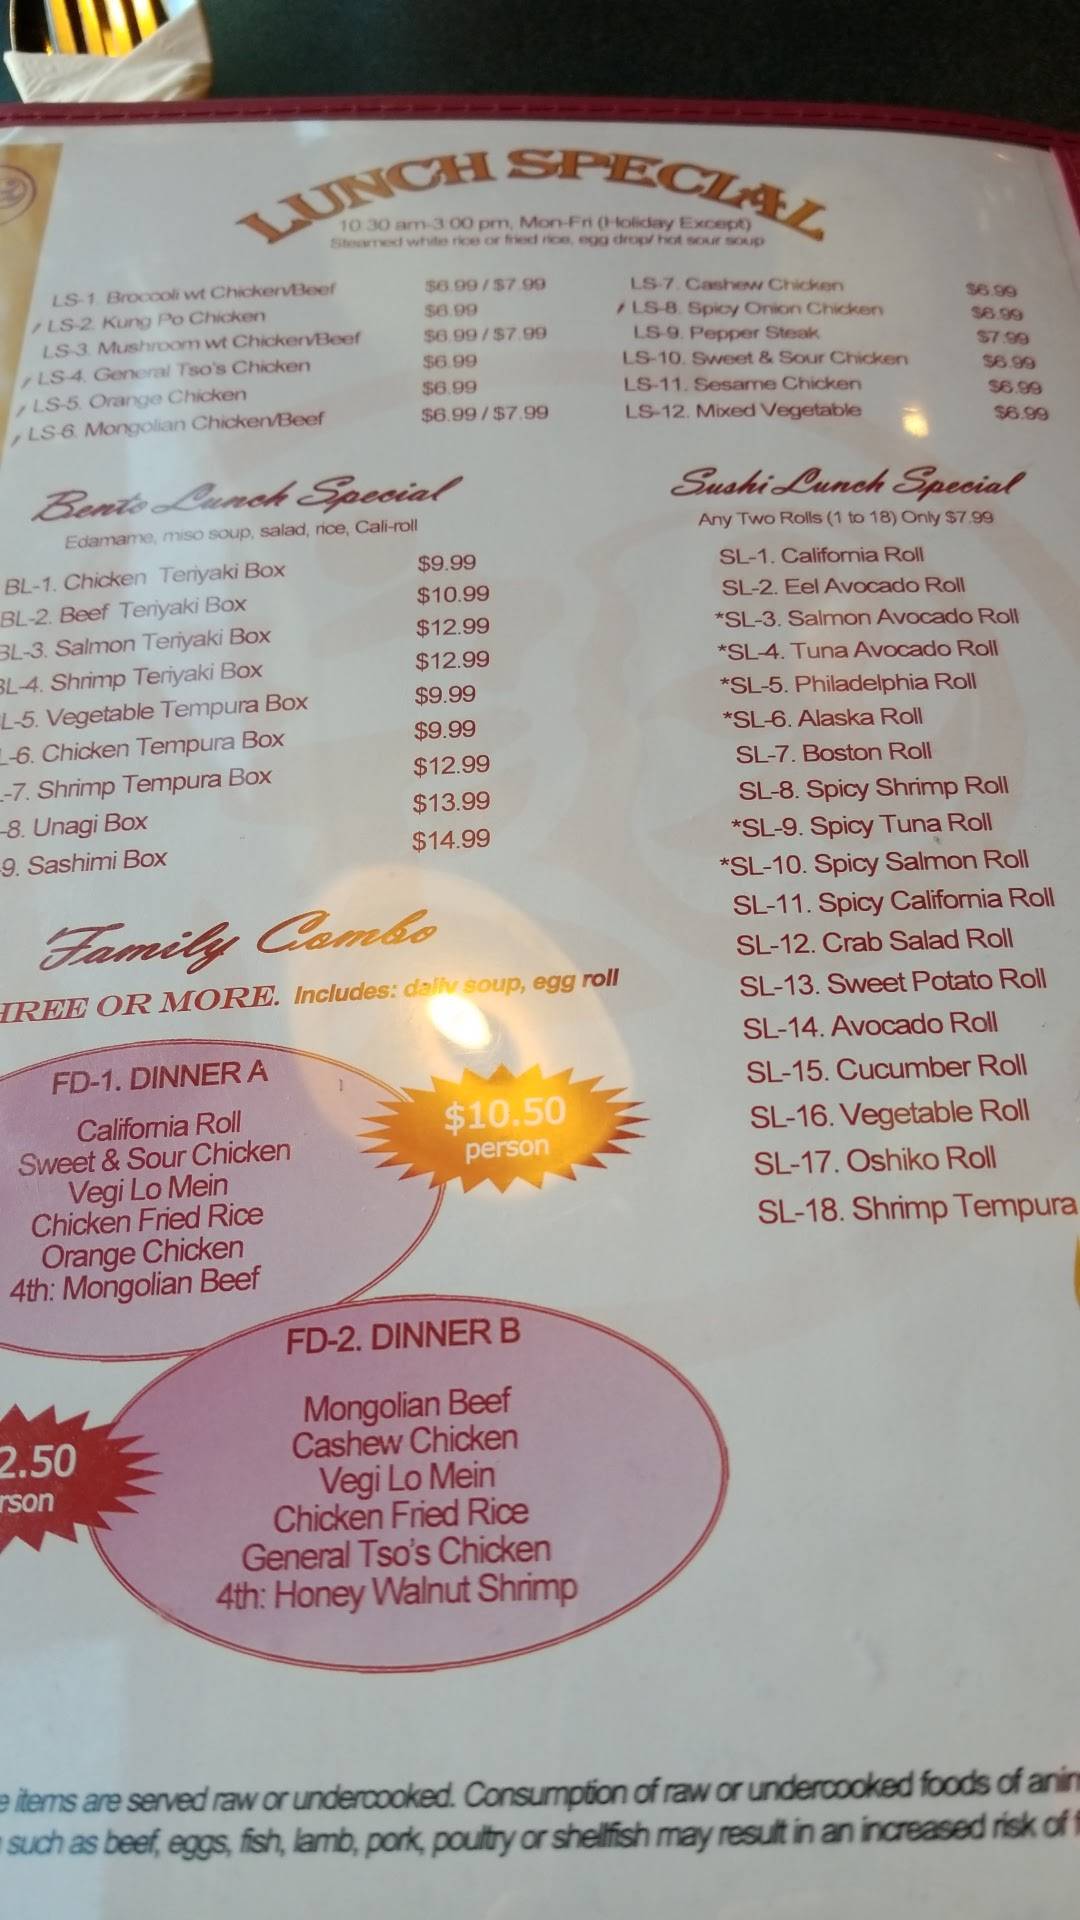 LUNCH SPECIAL
10:30 am-3:00 pm, Mon-Fri (Holiday Except)
Steamed white rice or fried rice, egg drop/ hot sour soup
LS-1. Broccoli wt Chicken/Beef $6.99 / $7.99
LS-2. Kung Po Chicken $6.99
LS-3. Mushroom wt Chicken/Beef $6.99 / $7.99
LS-4. General Tso's Chicken $6.99
LS-5. Orange Chicken $6.99
LS-6. Mongolian Chicken/Beef $6.99 / $7.99
LS-7. Cashew Chicken $6.99
LS-8. Spicy Onion Chicken $6.99
LS-9. Pepper Steak $7.99
LS-10. Sweet & Sour Chicken $6.99
LS-11. Sesame Chicken $6.99
LS-12. Mixed Vegetable $6.99
Bento Lunch Special
Edamame, miso soup, salad, rice, Cali-roll
BL-1. Chicken Teriyaki Box $9.99
BL-2. Beef Teriyaki Box $10.99
BL-3. Salmon Teriyaki Box $12.99
BL-4. Shrimp Teriyaki Box $12.99
L-5. Vegetable Tempura Box $9.99
-6. Chicken Tempura Box $9.99
-7. Shrimp Tempura Box $12.99
-8. Unagi Box $13.99
9. Sashimi Box $14.99
Sushi Lunch Special
Any Two Rolls (1 to 18) Only $7.99
SL-1. California Roll
SL-2. Eel Avocado Roll
*SL-3. Salmon Avocado Roll
*SL-4. Tuna Avocado Roll
*SL-5. Philadelphia Roll
*SL-6. Alaska Roll
SL-7. Boston Roll
SL-8. Spicy Shrimp Roll
*SL-9. Spicy Tuna Roll
*SL-10. Spicy Salmon Roll
SL-11. Spicy California Roll
SL-12. Crab Salad Roll
SL-13. Sweet Potato Roll
SL-14. Avocado Roll
SL-15. Cucumber Roll
SL-16. Vegetable Roll
SL-17. Oshiko Roll
SL-18. Shrimp Tempura
Family Combo
HREE OR MORE. Includes: daily soup, egg roll
FD-1. DINNER A
California Roll
Sweet & Sour Chicken
Vegi Lo Mein
Chicken Fried Rice
Orange Chicken
4th: Mongolian Beef
$10.50
person
FD-2. DINNER B
Mongolian Beef
Cashew Chicken
Vegi Lo Mein
Chicken Fried Rice
General Tso's Chicken
4th: Honey Walnut Shrimp
2.50
rson
e items are served raw or undercooked. Consumption of raw or undercooked foods of anim
such as beef, eggs, fish, lamb, pork, poultry or shellfish may result in an increased risk of f